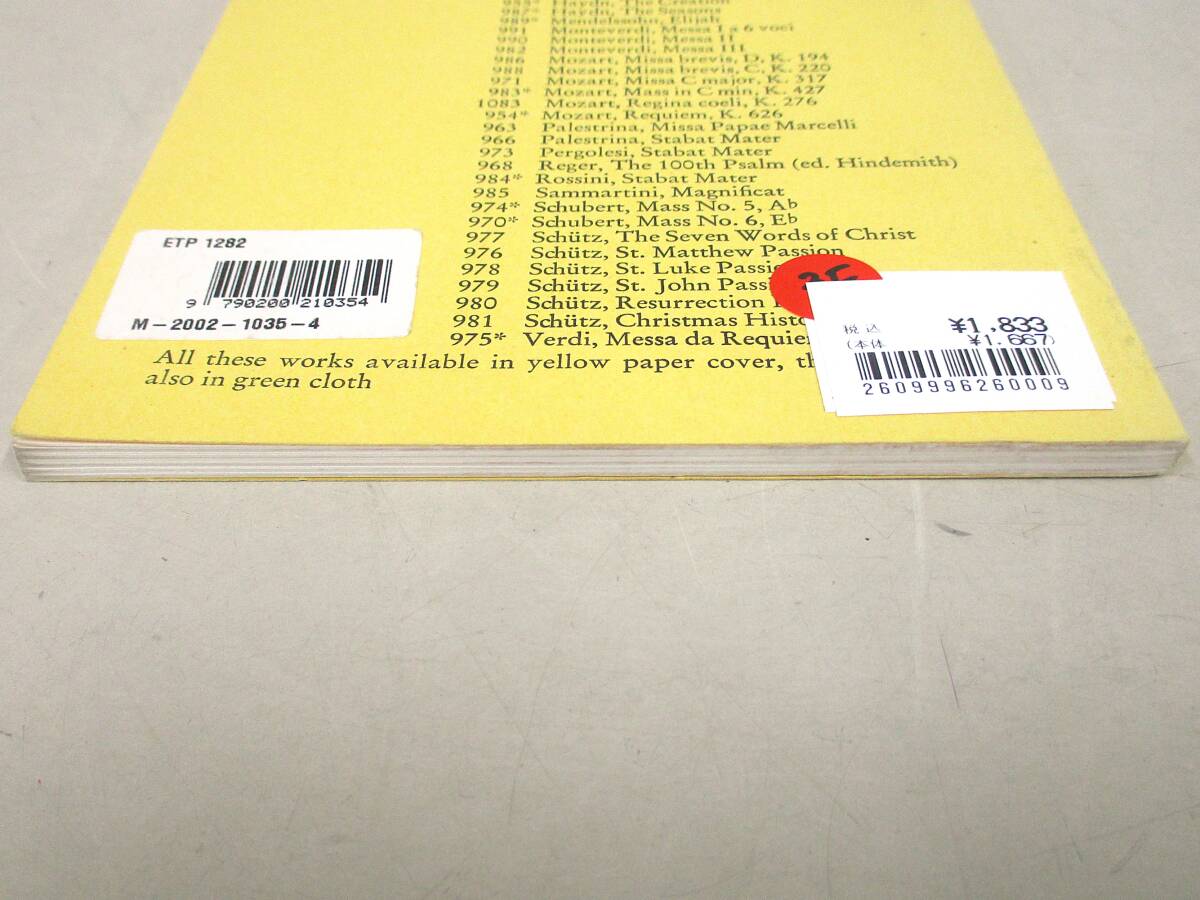 988* Haydn, The Creation
987* Haydn, The Seasons
989* Mendelssohn, Elijah
991 Monteverdi, Messa I a 6 voci
990 Monteverdi, Messa II
982 Monteverdi, Messa III
986 Mozart, Missa brevis, D, K. 194
988 Mozart, Missa brevis, C, K. 220
971 Mozart, Missa C major, K. 317
983* Mozart, Mass in C min, K. 427
1083 Mozart, Regina coeli, K. 276
954* Mozart, Requiem, K. 626
963 Palestrina, Missa Papae Marcelli
966 Palestrina, Stabat Mater
973 Pergolesi, Stabat Mater
968 Reger, The 100th Psalm (ed. Hindemith)
984* Rossini, Stabat Mater
985 Sammartini, Magnificat
974* Schubert, Mass No. 5, A♭
970* Schubert, Mass No. 6, E♭
977 Schütz, The Seven Words of Christ
976 Schütz, St. Matthew Passion
978 Schütz, St. Luke Passi
979 Schütz, St. John Passi
980 Schütz, Resurrection
981 Schütz, Christmas Histo
975* Verdi, Messa da Requiem
All these works available in yellow paper cover, th
also in green cloth
ETP 1282
9 790200 210354
M-2002-1035-4
税込 ¥1,833
(本体 ¥1,667)
2609996260009